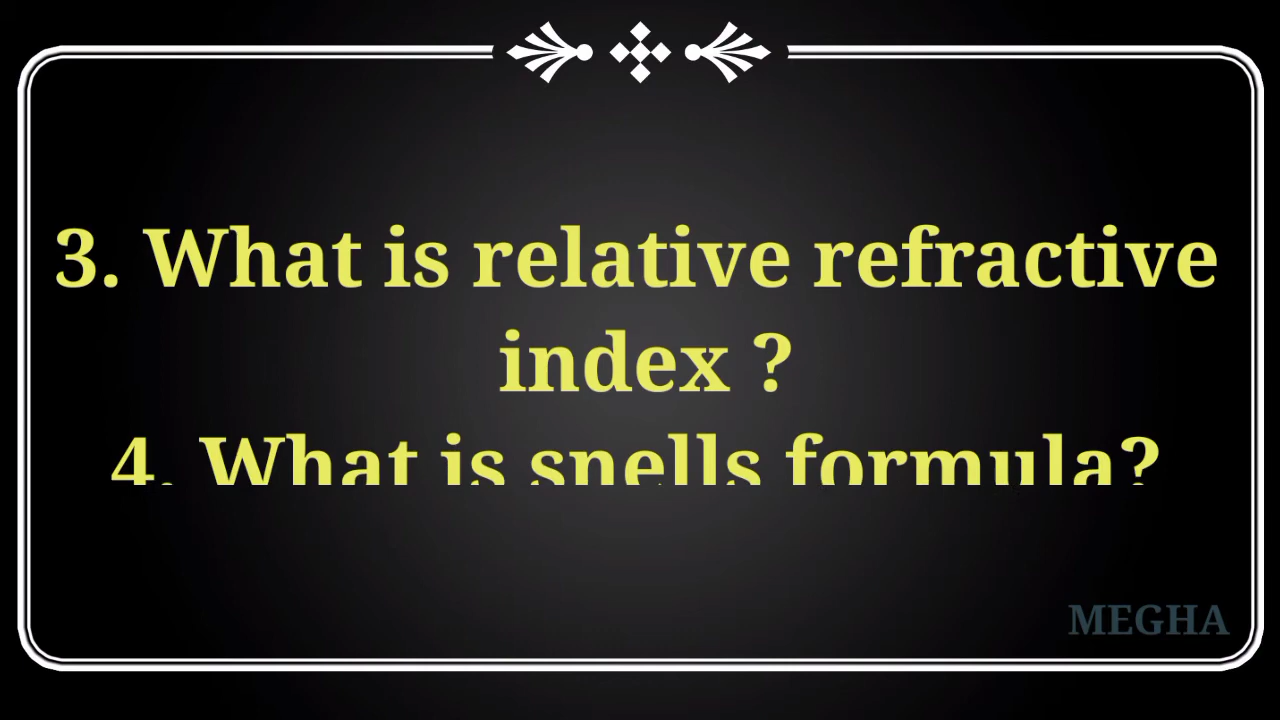 3. What is relative refractive
index ?
4. What is snells formula?
MEGHA